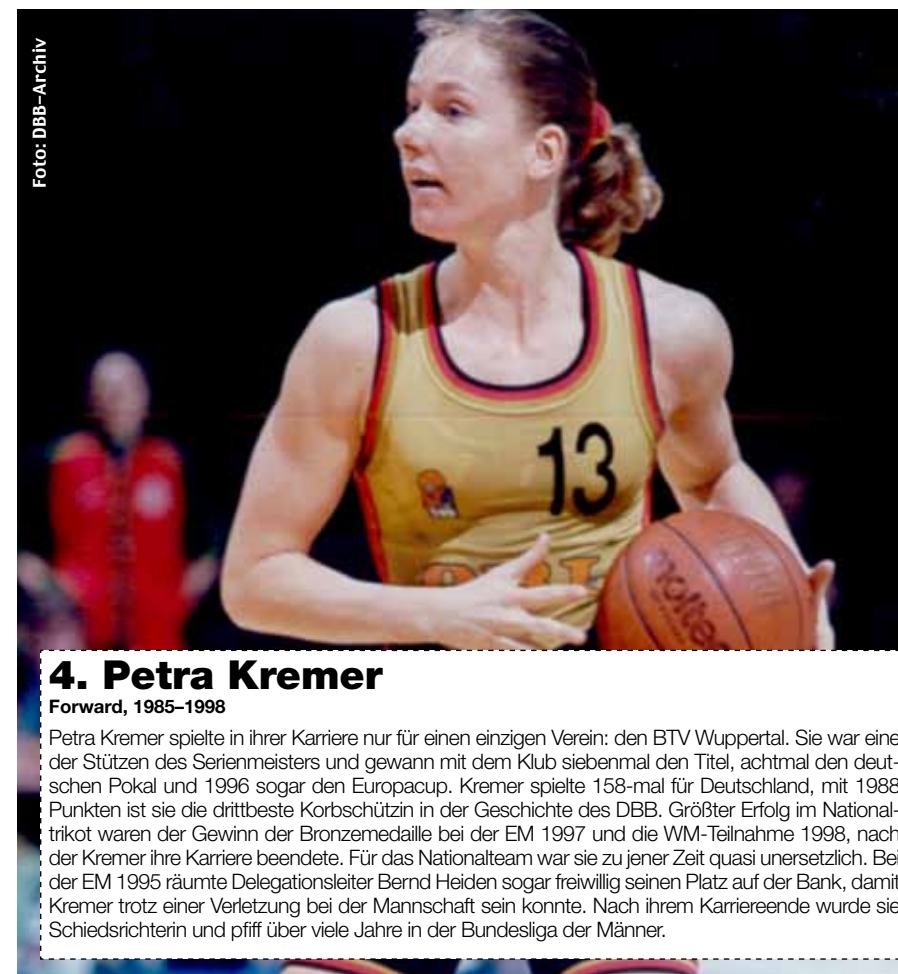 Foto: DBB–Archiv
13
molten
4. Petra Kremer
Forward, 1985–1998
Petra Kremer spielte in ihrer Karriere nur für einen einzigen Verein: den BTV Wuppertal. Sie war eine
der Stützen des Serienmeisters und gewann mit dem Klub siebenmal den Titel, achtmal den deut-
schen Pokal und 1996 sogar den Europacup. Kremer spielte 158-mal für Deutschland, mit 1988
Punkten ist sie die drittbeste Korbschützin in der Geschichte des DBB. Größter Erfolg im National-
trikot waren der Gewinn der Bronzemedaille bei der EM 1997 und die WM-Teilnahme 1998, nach
der Kremer ihre Karriere beendete. Für das Nationalteam war sie zu jener Zeit quasi unersetzlich. Bei
der EM 1995 räumte Delegationsleiter Bernd Heiden sogar freiwillig seinen Platz auf der Bank, damit
Kremer trotz einer Verletzung bei der Mannschaft sein konnte. Nach ihrem Karriereende wurde sie
Schiedsrichterin und pfiff über viele Jahre in der Bundesliga der Männer.